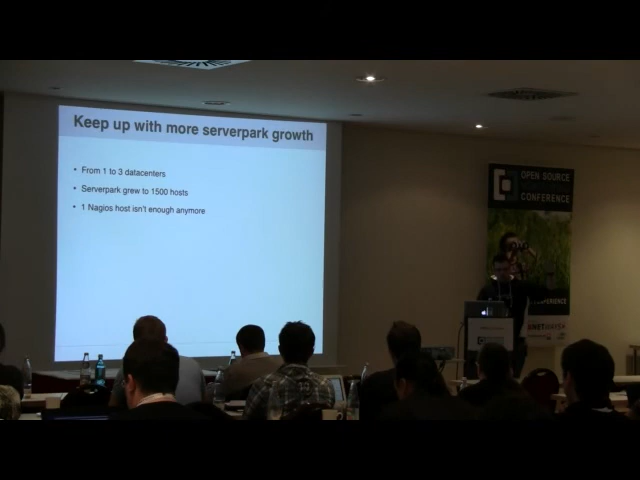 Keep up with more serverpark growth
• From 1 to 3 datacenters
• Serverpark grew to 1500 hosts
• 1 Nagios host isn't enough anymore
OPEN SOURCE
CONFERENCE
NETWAYS